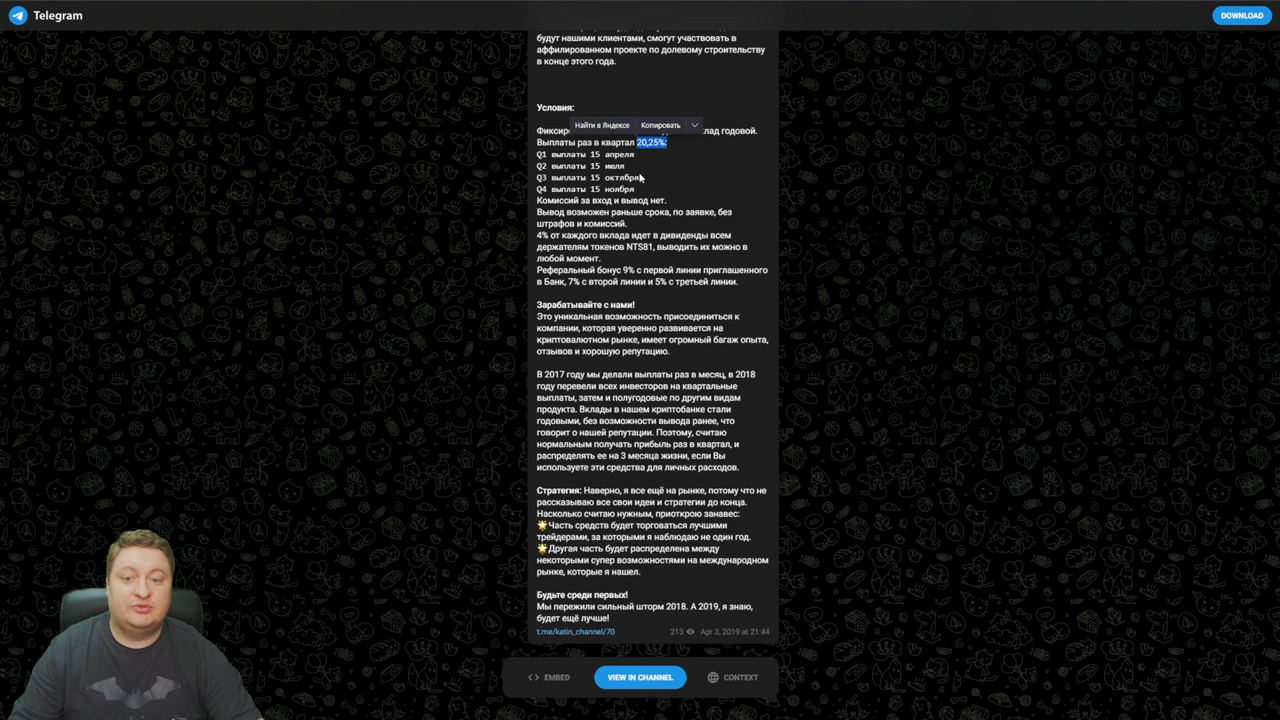 Telegram
DOWNLOAD
будут нашими клиентами, смогут участвовать в
аффилированном проекте по долевому строительству
в конце этого года.
Условия:
Найти в Яндексе Копировать
лад годовой.
Выплаты раз в квартал 20,25%:
Q1 выплаты 15 апреля
Q2 выплаты 15 июля
Q3 выплаты 15 октября
Q4 выплаты 15 ноября
Комиссий за вход и вывод нет.
Вывод возможен раньше срока, по заявке, без
штрафов и комиссий.
4% от каждого вклада идет в дивиденды всем
держателям токенов NTS81, выводить их можно в
любой момент.
Реферальный бонус 9% с первой линии приглашенного
в Банк, 7% с второй линии и 5% с третьей линии.
Зарабатывайте с нами!
Это уникальная возможность присоединиться к
компании, которая уверенно развивается на
криптовалютном рынке, имеет огромный багаж опыта,
отзывов и хорошую репутацию.
В 2017 году мы делали выплаты раз в месяц, в 2018
году перевели всех инвесторов на квартальные
выплаты, затем и полугодовые по другим видам
продукта. Вклады в нашем криптобанке стали
годовыми, без возможности вывода ранее, что
говорит о нашей репутации. Поэтому, считаю
нормальным получать прибыль раз в квартал, и
распределять ее на 3 месяца жизни, если Вы
используете эти средства для личных расходов.
Стратегия: Наверно, я все ещё на рынке, потому что не
рассказываю все свои идеи и стратегии до конца.
Насколько считаю нужным, приоткрою занавес:
🌟Часть средств будет торговаться лучшими
трейдерами, за которыми я наблюдаю не один год.
🌟Другая часть будет распределена между
некоторыми супер возможностями на международном
рынке, которые я нашел.
Будьте среди первых!
Мы пережили сильный шторм 2018. А 2019, я знаю,
будет ещё лучше!
t.me/katin_channel/70 213 Apr 3, 2019 at 21:44
EMBED VIEW IN CHANNEL CONTEXT